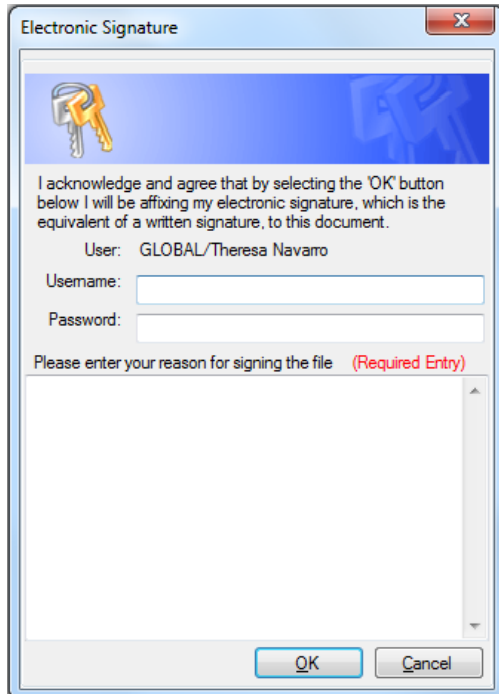 Electronic Signature
I acknowledge and agree that by selecting the 'OK' button
below I will be affixing my electronic signature, which is the
equivalent of a written signature, to this document.
User: GLOBAL/Theresa Navarro
Username:
Password:
Please enter your reason for signing the file (Required Entry)
OK Cancel